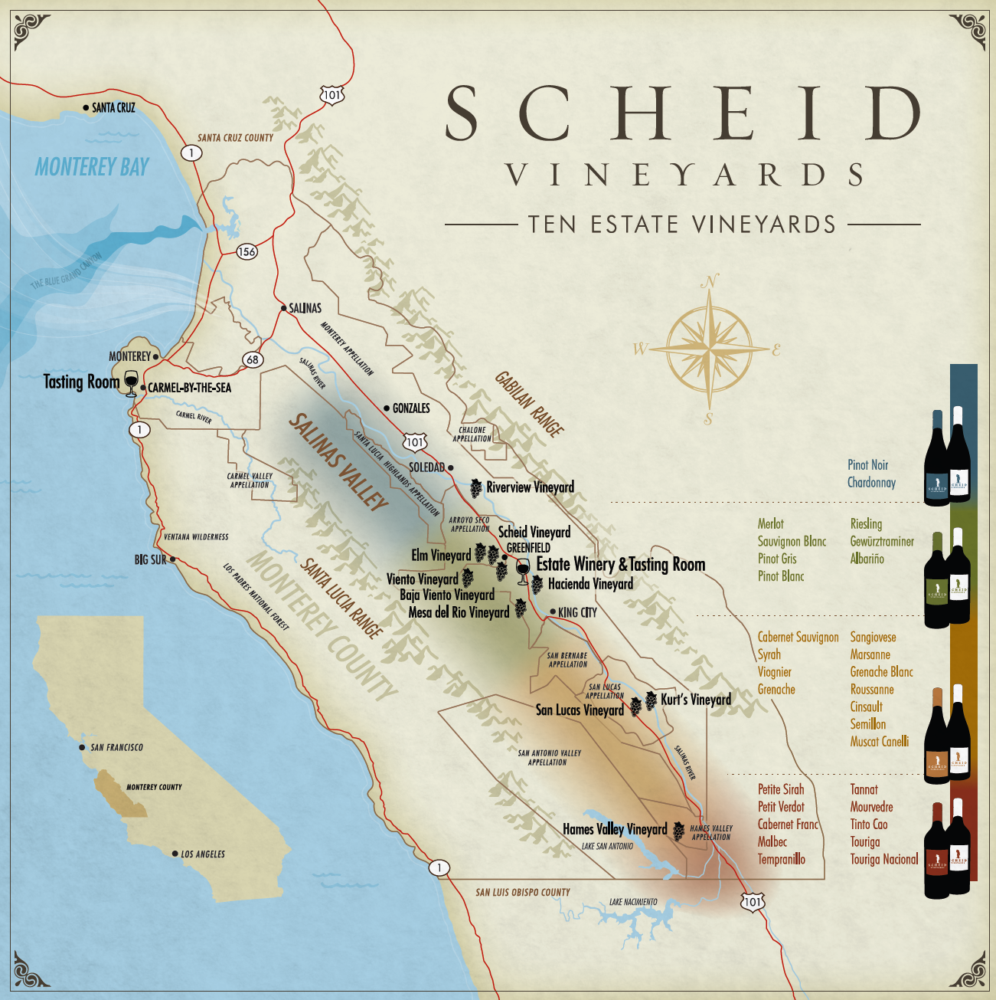 SCHEID
VINEYARDS
TEN ESTATE VINEYARDS
101
SANTA CRUZ
SANTA CRUZ COUNTY
1
MONTEREY BAY
THE BLUE GRAND CANYON
156
N
W
E
S
SALINAS
MONTEREY APPELLATION
MONTEREY
68
SALINAS RIVER
Tasting Room
CARMEL-BY-THE-SEA
GABILAN RANGE
GONZALES
CARMEL RIVER
1
SALINAS VALLEY
CHALONE
APPELLATION
101
SANTA LUCIA HIGHLANDS APPELLATION
SOLEDAD
CARMEL VALLEY
APPELLATION
Riverview Vineyard
ARROYO SECO
APPELLATION
VENTANA WILDERNESS
BIG SUR
Scheid Vineyard
GREENFIELD
Elm Vineyard
Estate Winery & Tasting Room
Viento Vineyard
Hacienda Vineyard
Baja Viento Vineyard
Mesa del Rio Vineyard
KING CITY
LOS PADRES NATIONAL FOREST
MONTEREY COUNTY
SANTA LUCIA RANGE
SAN BERNABE
APPELLATION
SAN LUCAS
APPELLATION
Kurt's Vineyard
San Lucas Vineyard
SAN ANTONIO VALLEY
APPELLATION
SALINAS RIVER
Hames Valley Vineyard
HAMES VALLEY
APPELLATION
LAKE SAN ANTONIO
1
SAN LUIS OBISPO COUNTY
LAKE NACIMIENTO
101
SAN FRANCISCO
MONTEREY COUNTY
LOS ANGELES
Pinot Noir
Chardonnay
Merlot
Sauvignon Blanc
Pinot Gris
Pinot Blanc
Riesling
Gewürztraminer
Albariño
Cabernet Sauvignon
Syrah
Viognier
Grenache
Sangiovese
Marsanne
Grenache Blanc
Roussanne
Cinsault
Semillon
Muscat Canelli
Petite Sirah
Petit Verdot
Cabernet Franc
Malbec
Tempranillo
Tannat
Mourvedre
Tinto Cao
Touriga
Touriga Nacional
SCHEID
SCHEID
SCHEID
SCHEID
SCHEID
SCHEID
SCHEID
SCHEID